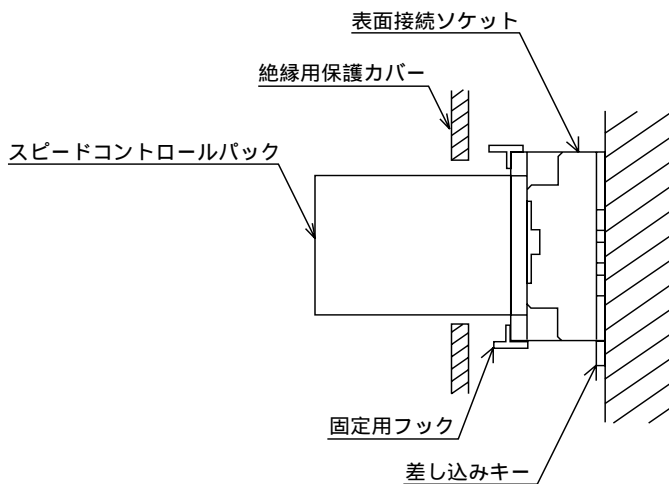 表面接続ソケット
絶縁用保護カバー
スピードコントロールパック
固定用フック
差し込みキー